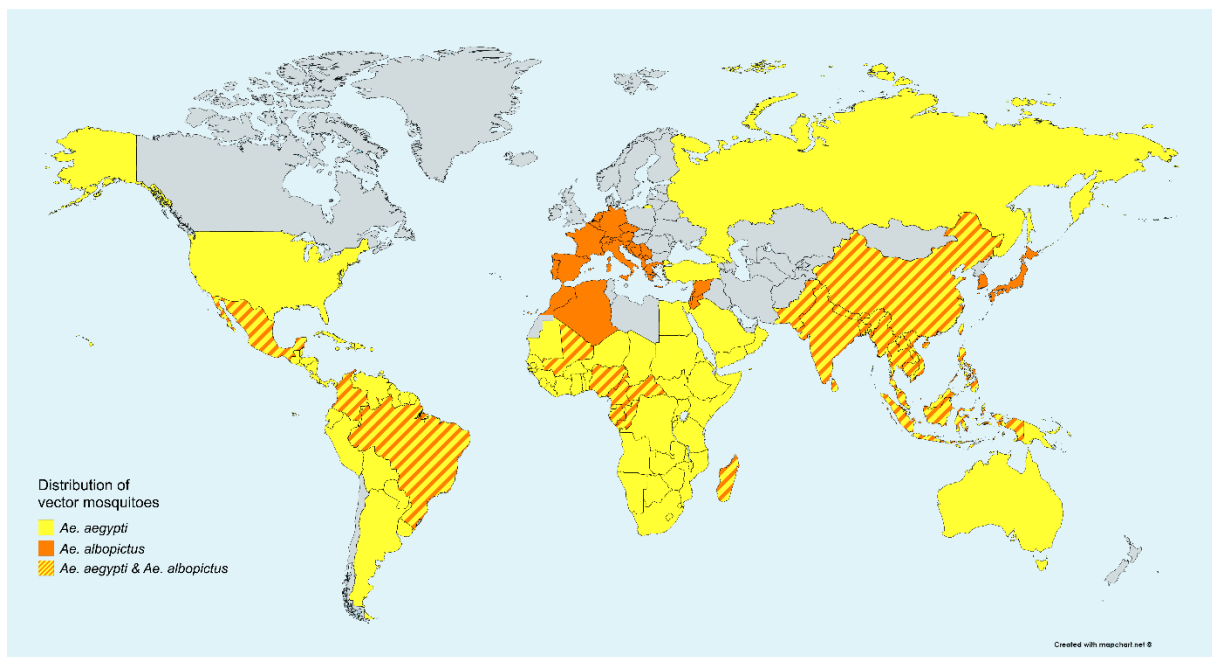 Distribution of
vector mosquitoes
Ae. aegypti
Ae. albopictus
Ae. aegypti & Ae. albopictus
Created with mapchart.net ©